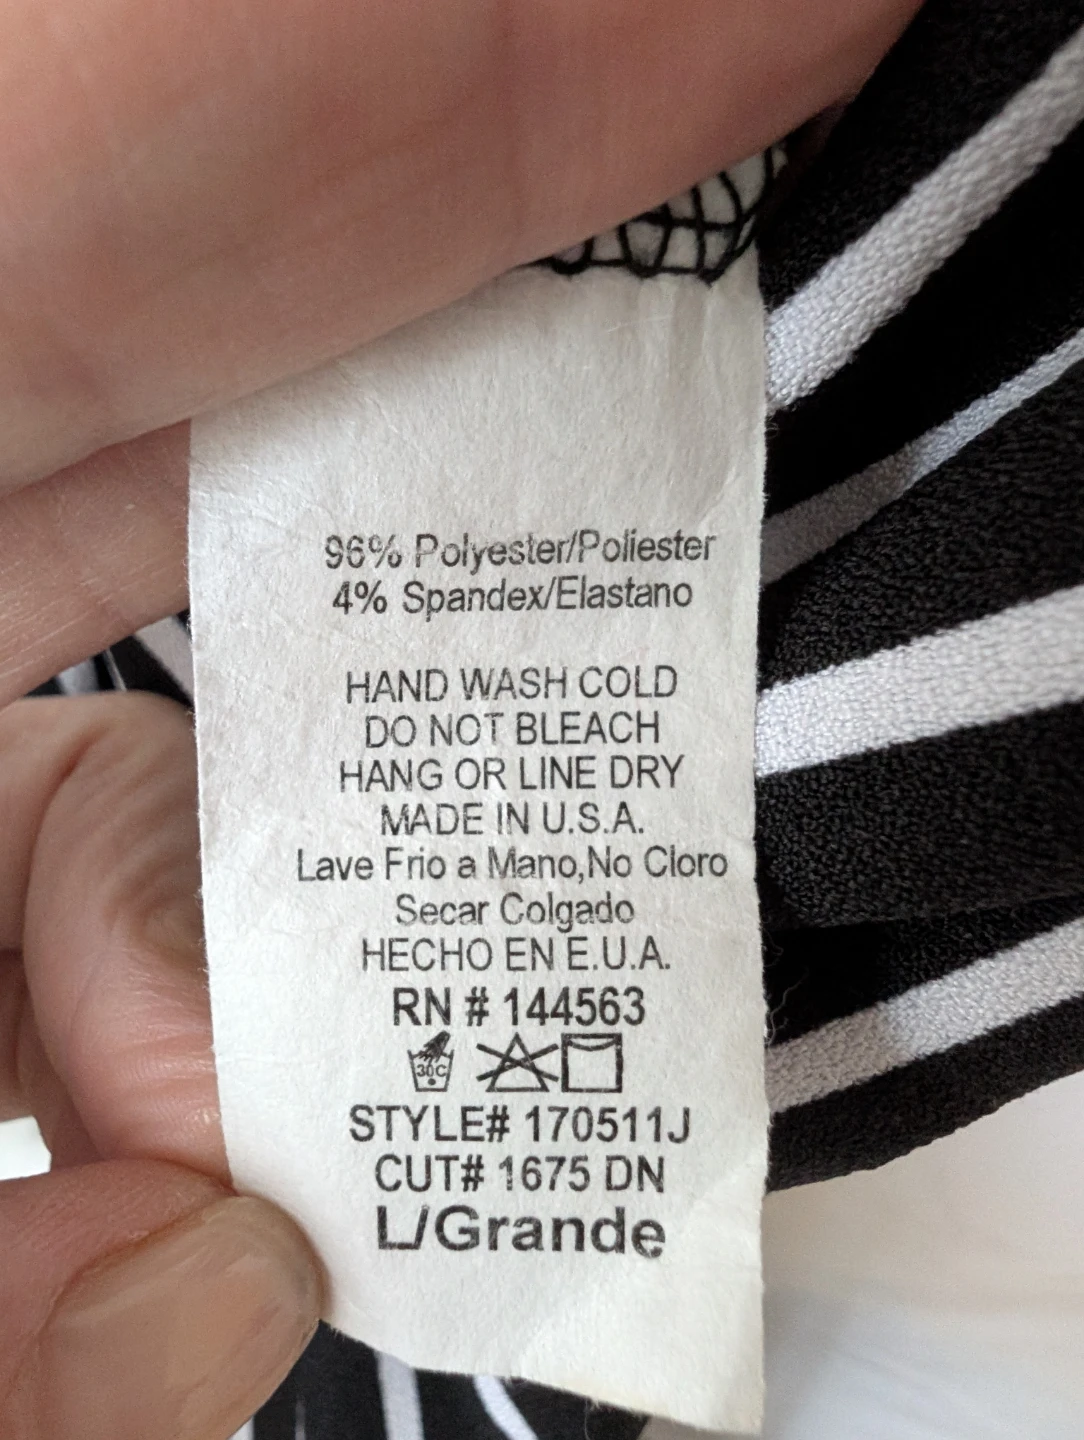 96% Polyester/Poliester
4% Spandex/Elastano
HAND WASH COLD
DO NOT BLEACH
HANG OR LINE DRY
MADE IN U.S.A.
Lave Frio a Mano,No Cloro
Secar Colgado
HECHO EN E.U.A.
RN # 144563
30C
STYLE# 170511J
CUT# 1675 DN
L/Grande